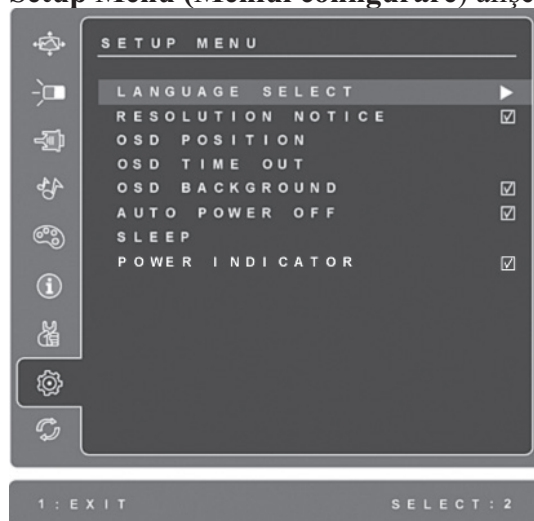 Setup Menu (Meniul configurare) afişe
SETUP MENU
LANGUAGE SELECT
RESOLUTION NOTICE
OSD POSITION
OSD TIME OUT
OSD BACKGROUND
AUTO POWER OFF
SLEEP
POWER INDICATOR
1:EXIT SELECT:2